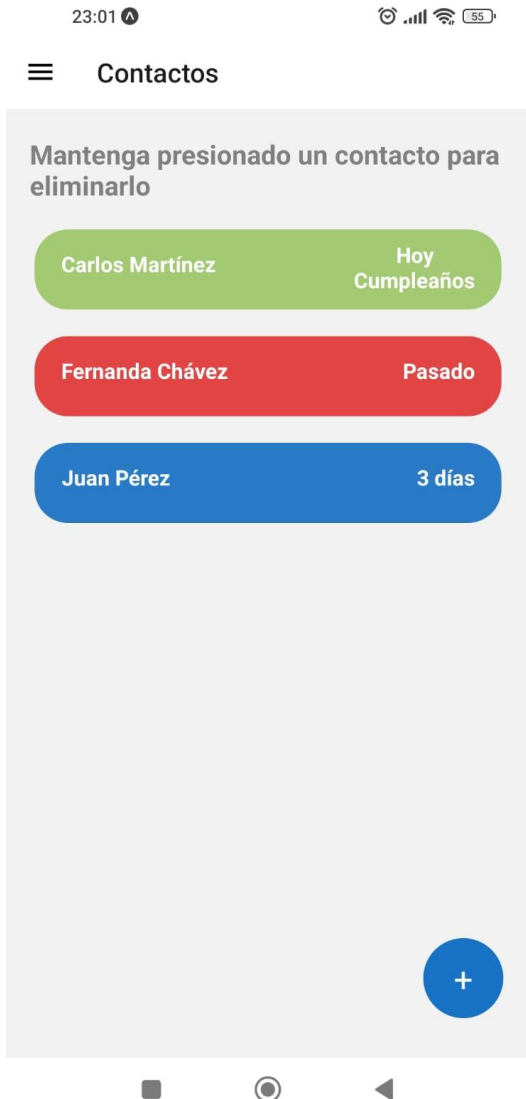 23:01
55
Contactos
Mantenga presionado un contacto para
eliminarlo
Carlos Martínez
Hoy
Cumpleaños
Fernanda Chávez
Pasado
Juan Pérez
3 días
+